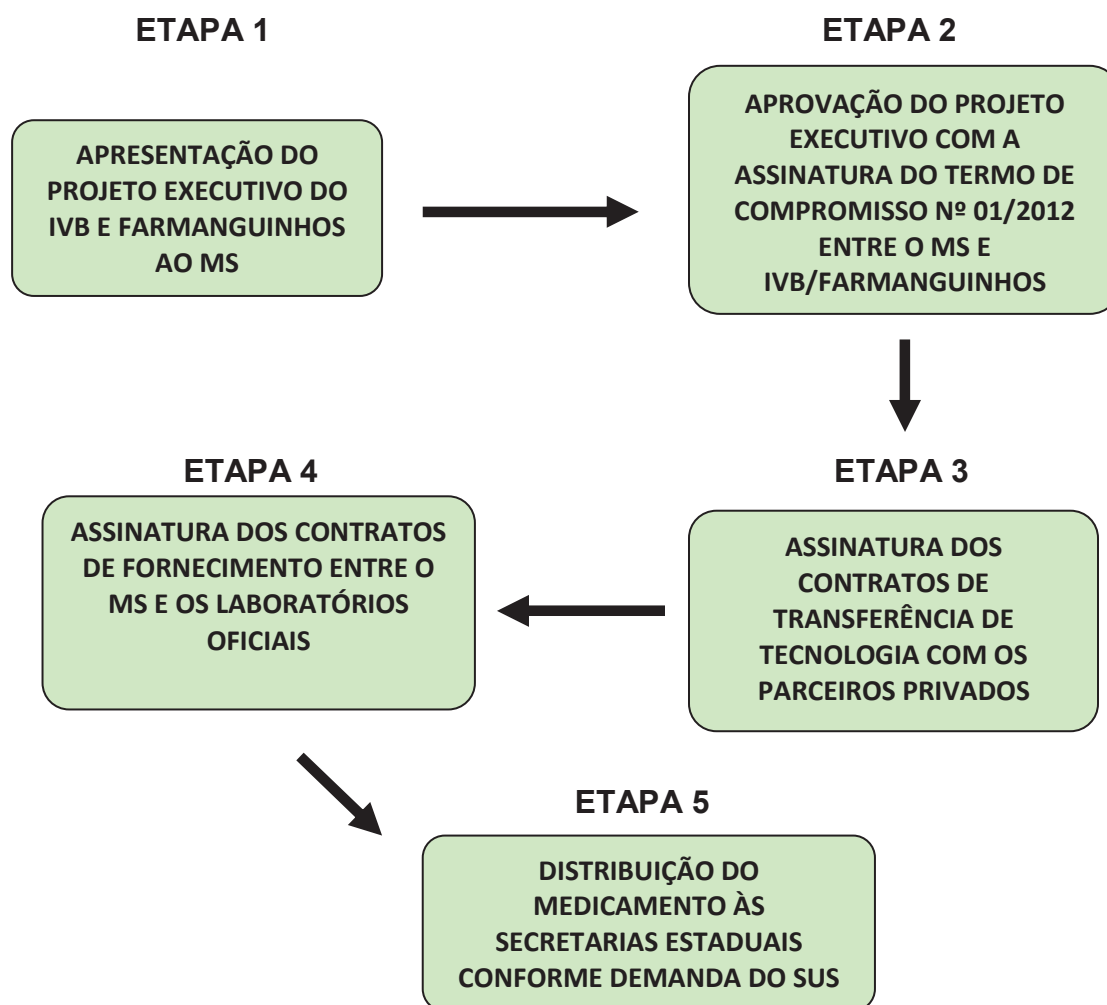 ETAPA 1
APRESENTAÇÃO DO
PROJETO EXECUTIVO DO
IVB E FARMANGUINHOS
AO MS
ETAPA 2
APROVAÇÃO DO PROJETO
EXECUTIVO COM A
ASSINATURA DO TERMO DE
COMPROMISSO Nº 01/2012
ENTRE O MS E
IVB/FARMANGUINHOS
ETAPA 3
ASSINATURA DOS
CONTRATOS DE
TRANSFERÊNCIA DE
TECNOLOGIA COM OS
PARCEIROS PRIVADOS
ETAPA 4
ASSINATURA DOS CONTRATOS
DE FORNECIMENTO ENTRE O
MS E OS LABORATÓRIOS
OFICIAIS
ETAPA 5
DISTRIBUIÇÃO DO
MEDICAMENTO ÀS
SECRETARIAS ESTADUAIS
CONFORME DEMANDA DO SUS